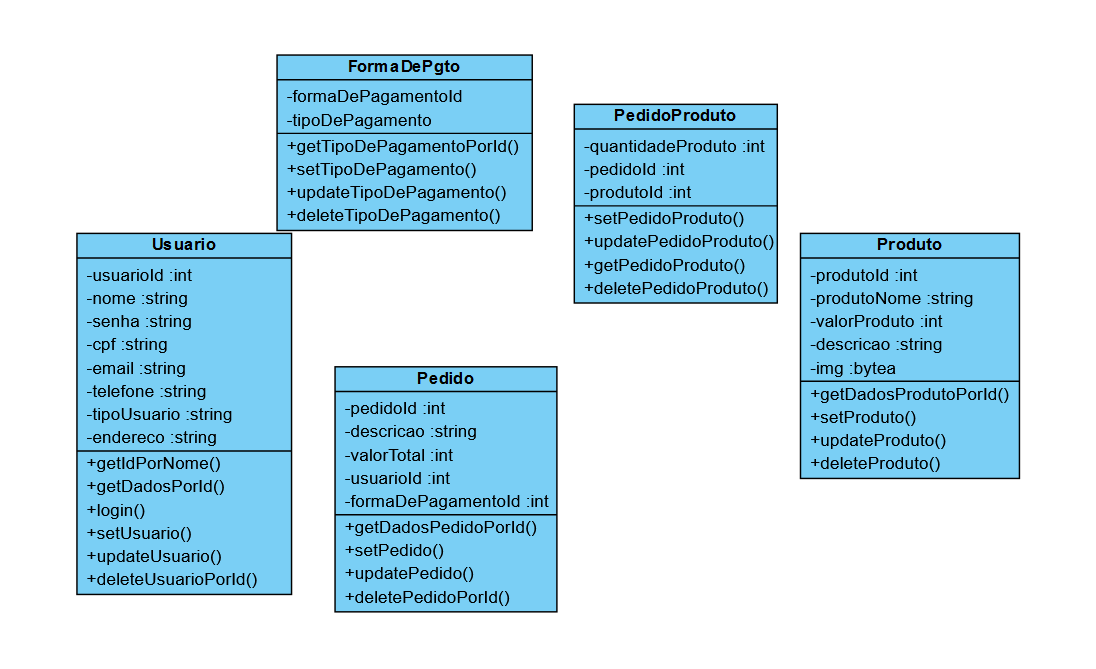 FormaDePgto
-formaDePagamentoId
-tipoDePagamento
+getTipoDePagamentoPorId()
+setTipoDePagamento()
+updateTipoDePagamento()
+deleteTipoDePagamento()
PedidoProduto
-quantidadeProduto :int
-pedidoId :int
-produtoId :int
+setPedidoProduto()
+updatePedidoProduto()
+getPedidoProduto()
+deletePedidoProduto()
Usuario
-usuarioId :int
-nome :string
-senha :string
-cpf :string
-email :string
-telefone :string
-tipoUsuario :string
-endereco :string
+getIdPorNome()
+getDadosPorId()
+login()
+setUsuario()
+updateUsuario()
+deleteUsuarioPorId()
Produto
-produtoId :int
-produtoNome :string
-valorProduto :int
-descricao :string
-img :bytea
+getDadosProdutoPorId()
+setProduto()
+updateProduto()
+deleteProduto()
Pedido
-pedidoId :int
-descricao :string
-valorTotal :int
-usuarioId :int
-formaDePagamentoId :int
+getDadosPedidoPorId()
+setPedido()
+updatePedido()
+deletePedidoPorId()